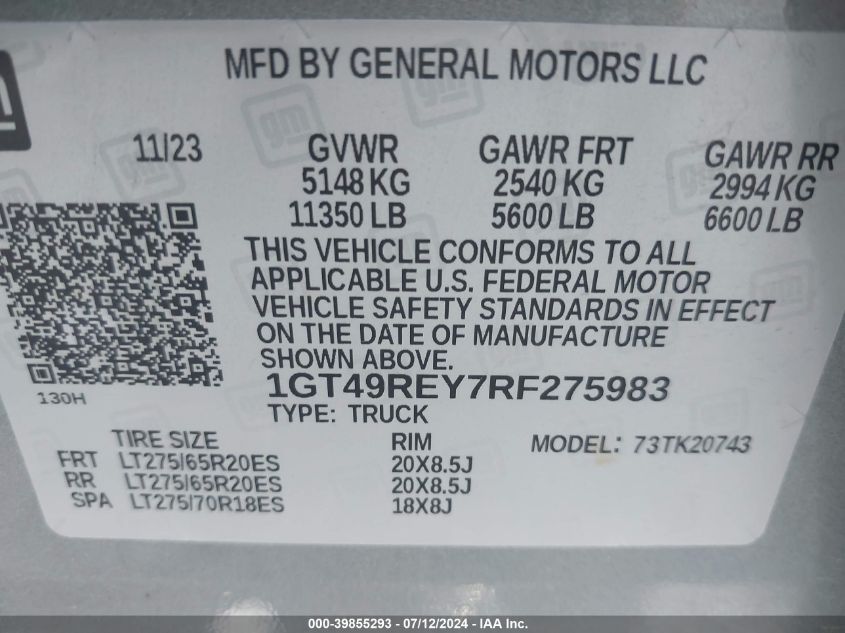 MFD BY GENERAL MOTORS LLC
11/23 GVWR GAWR FRT GAWR RR
5148 KG 2540 KG 2994 KG
11350 LB 5600 LB 6600 LB
THIS VEHICLE CONFORMS TO ALL
APPLICABLE U.S. FEDERAL MOTOR
VEHICLE SAFETY STANDARDS IN EFFECT
ON THE DATE OF MANUFACTURE
SHOWN ABOVE.
1GT49REY7RF275983
130H
TYPE: TRUCK
TIRE SIZE RIM MODEL: 73TK20743
FRT LT275/65R20ES 20X8.5J
RR LT275/65R20ES 20X8.5J
SPA LT275/70R18ES 18X8J
000-39855293 - 07/12/2024 - IAA Inc.